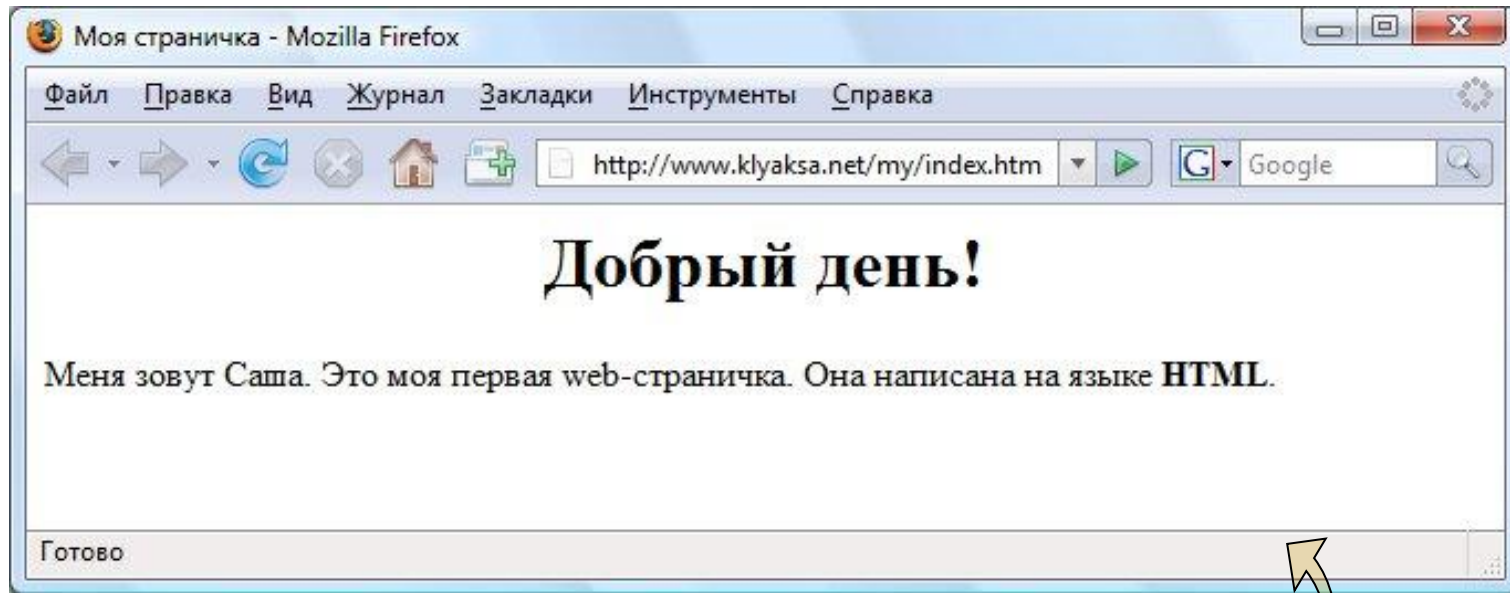 Моя страничка - Mozilla Firefox
Файл Правка Вид Журнал Закладки Инструменты Справка
http://www.klyaksa.net/my/index.htm G Google
Добрый день!
Меня зовут Саша. Это моя первая web-страничка. Она написана на языке HTML.
Готово